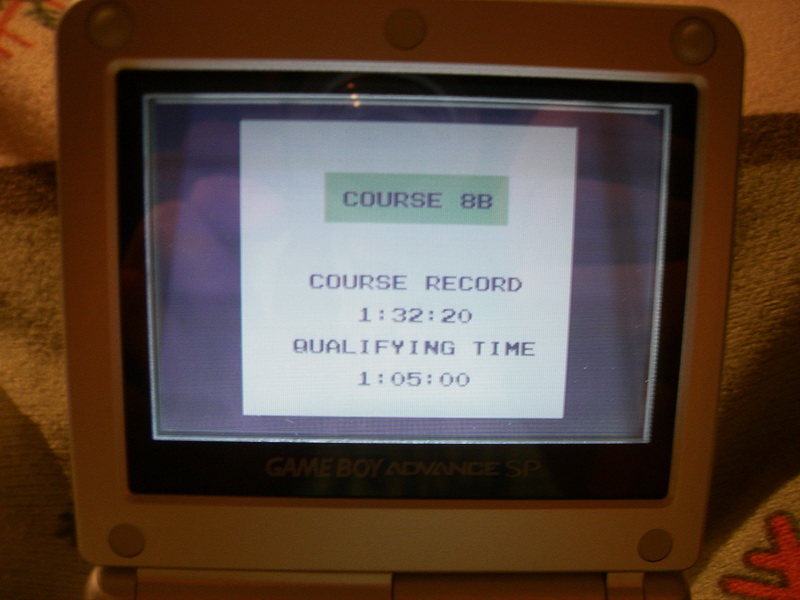 COURSE 8B
COURSE RECORD
1:32:20
QUALIFYING TIME
1:05:00
GAME BOY ADVANCE SP